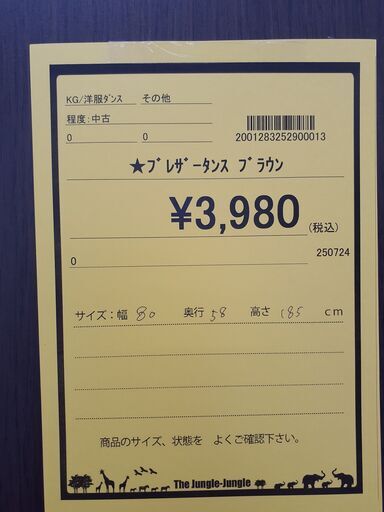 KG/洋服ﾀﾞﾝｽ その他
程度:中古
0 0
2001283252900013
★ﾌﾞﾚｻﾞｰﾀﾝｽ ﾌﾞﾗｳﾝ
¥3,980(税込)
0 250724
サイズ:幅 80 奥行 58 高さ 185 cm
商品のサイズ、状態を よくご確認下さい。
The Jungle-Jungle